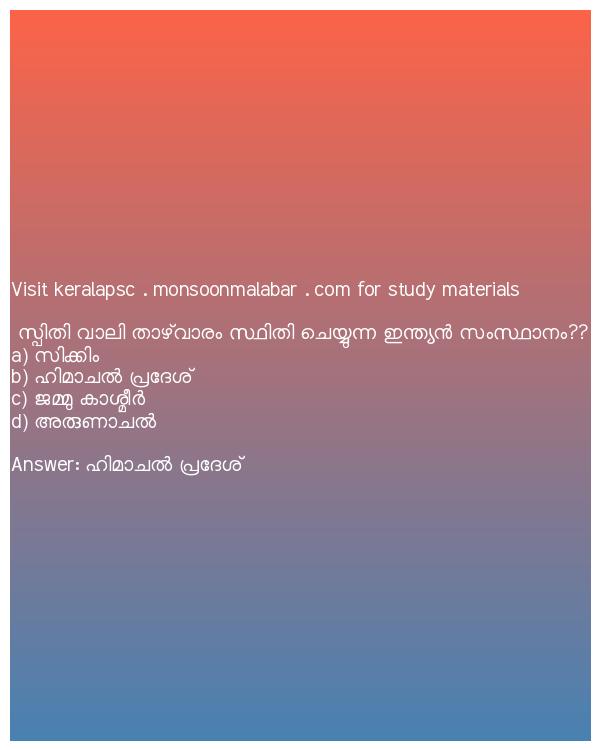 Visit keralapsc . monsoonmalabar . com for study materials
സ്പിതി വാലി താഴ്‌വാരം സ്ഥിതി ചെയ്യുന്ന ഇന്ത്യൻ സംസ്ഥാനം??
a) സിക്കിം
b) ഹിമാചൽ പ്രദേശ്
c) ജമ്മു കാശ്മീർ
d) അരുണാചൽ
Answer: ഹിമാചൽ പ്രദേശ്